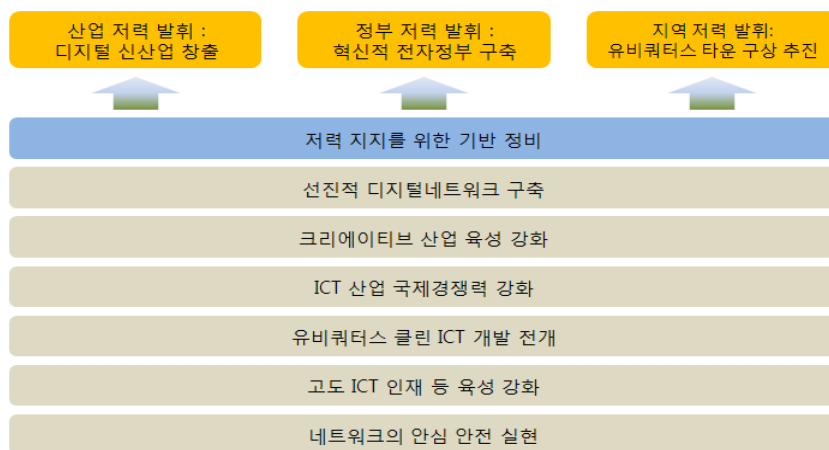 산업 저력 발휘 :
디지털 신산업 창출
정부 저력 발휘 :
혁신적 전자정부 구축
지역 저력 발휘:
유비쿼터스 타운 구상 추진
저력 지지를 위한 기반 정비
선진적 디지털네트워크 구축
크리에이티브 산업 육성 강화
ICT 산업 국제경쟁력 강화
유비쿼터스 클린 ICT 개발 전개
고도 ICT 인재 등 육성 강화
네트워크의 안심 안전 실현